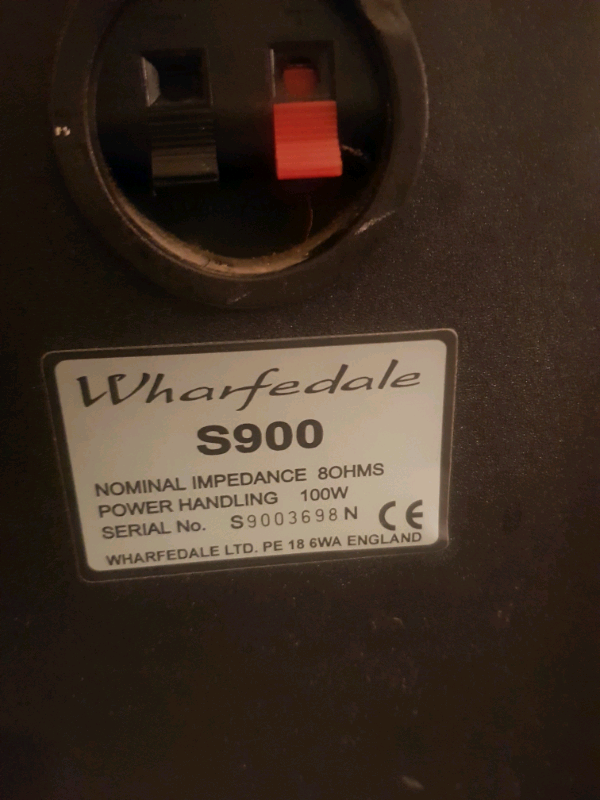 Wharfedale
S900
NOMINAL IMPEDANCE 8OHMS
POWER HANDLING 100W
SERIAL No. S9003698N CE
WHARFEDALE LTD. PE 18 6WA ENGLAND